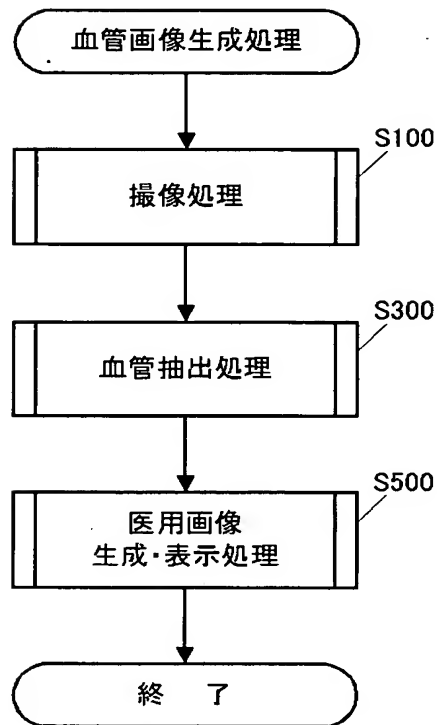 血管画像生成処理
S100
撮像処理
S300
血管抽出処理
S500
医用画像
生成・表示処理
終 了